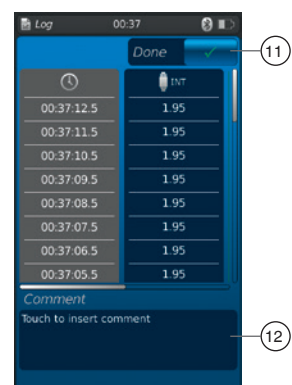 Log 00:37
Done 11
INT
00:37:12.5 1.95
00:37:11.5 1.95
00:37:10.5 1.95
00:37:09.5 1.95
00:37:08.5 1.95
00:37:07.5 1.95
00:37:06.5 1.95
00:37:05.5 1.95
Comment
Touch to insert comment
12